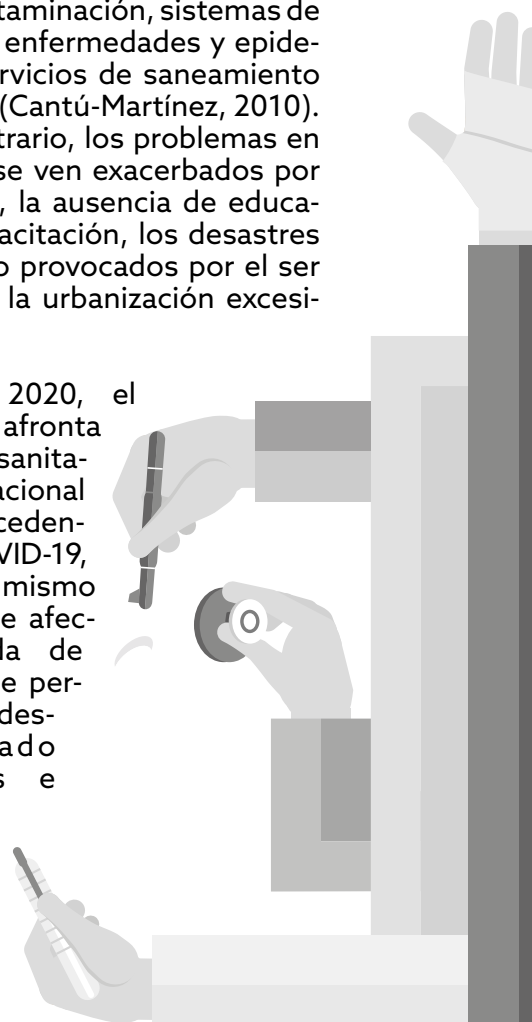 taminación, sistemas de
enfermedades y epide-
rvicios de saneamiento
(Cantú-Martínez, 2010).
trario, los problemas en
se ven exacerbados por
, la ausencia de educa-
acitación, los desastres
o provocados por el ser
la urbanización excesi-
2020, el
afronta
sanita-
acional
ceden-
VID-19,
mismo
e afec-
la de
e per-
des-
ado
s e